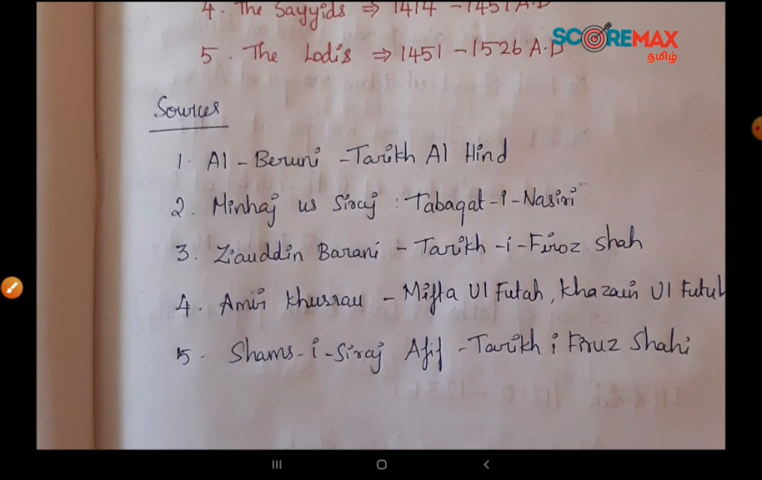 4. The Sayyids ⇒ 1414 - 1451 A.D
SCOREMAX
தமிழ்
5. The Lodis ⇒ 1451 - 1526 A.D
Sources
1. Al - Beruni - Tarikh Al Hind
2. Minhaj us Siraj : Tabaqat-i-Nasiri
3. Ziauddin Barani - Tarikh -i- Firoz Shah
4. Amir Khusrau - Mifta Ul Futah, Khazain Ul Futuh
5. Shams-i-Siraj Afif - Tarikh i Firuz Shahi